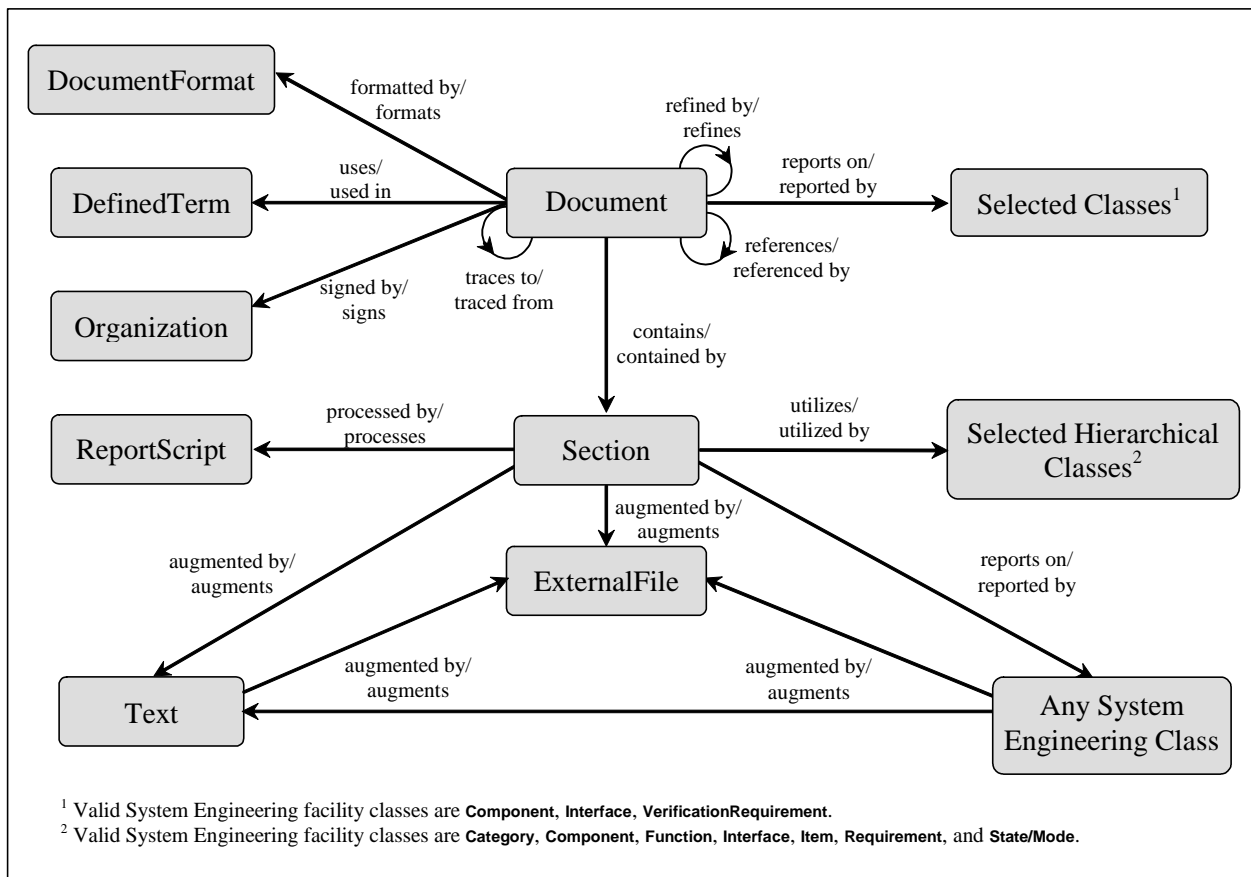 DocumentFormat
formatted by/
formats
refined by/
refines
uses/
used in
reports on/
reported by
DefinedTerm
Document
Selected Classes1
references/
referenced by
traces to/
traced from
signed by/
signs
Organization
contains/
contained by
processed by/
processes
utilizes/
utilized by
ReportScript
Section
Selected Hierarchical
Classes2
augmented by/
augments
augmented by/
augments
ExternalFile
reports on/
reported by
augmented by/
augments
augmented by/
augments
Text
Any System
Engineering Class
1 Valid System Engineering facility classes are Component, Interface, VerificationRequirement.
2 Valid System Engineering facility classes are Category, Component, Function, Interface, Item, Requirement, and State/Mode.